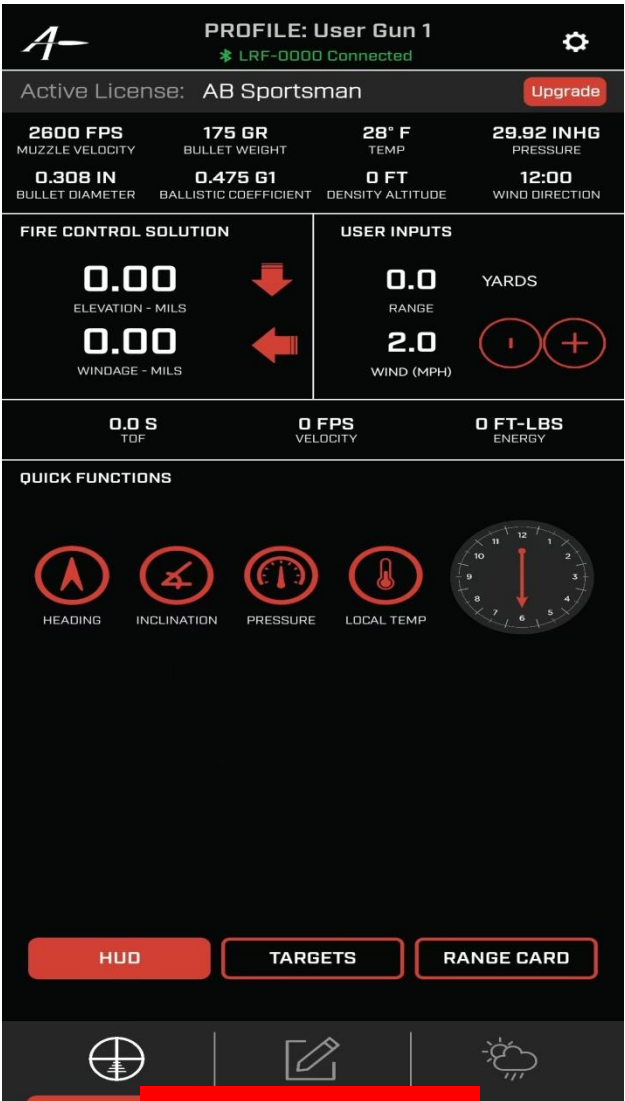 PROFILE: User Gun 1
LRF-0000 Connected
Active License: AB Sportsman
Upgrade
2600 FPS 175 GR 28° F 29.92 INHG
MUZZLE VELOCITY BULLET WEIGHT TEMP PRESSURE
0.308 IN 0.475 G1 0 FT 12:00
BULLET DIAMETER BALLISTIC COEFFICIENT DENSITY ALTITUDE WIND DIRECTION
FIRE CONTROL SOLUTION
0.00
ELEVATION - MILS
0.00
WINDAGE - MILS
USER INPUTS
0.0 YARDS
RANGE
2.0 - +
WIND (MPH)
0.0 S 0 FPS 0 FT-LBS
TOF VELOCITY ENERGY
QUICK FUNCTIONS
HEADING INCLINATION PRESSURE LOCAL TEMP
12 1 2 3 4 5 6 7 8 9 10 11
HUD TARGETS RANGE CARD